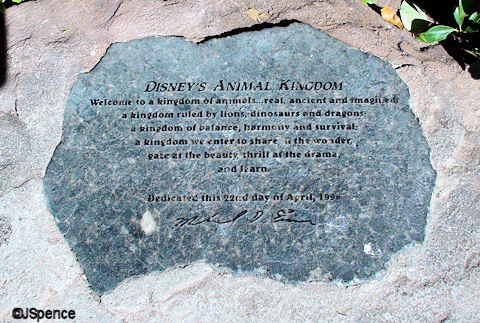 DISNEY'S ANIMAL KINGDOM
Welcome to a kingdom of animals...real, ancient and imagined:
a kingdom ruled by lions, dinosaurs and dragons;
a kingdom of balance, harmony and survival;
a kingdom we enter to share in the wonder,
gaze at the beauty, thrill at the drama,
and learn.
Dedicated this 22nd day of April, 1998
Michael D. Eisner
©JSpence